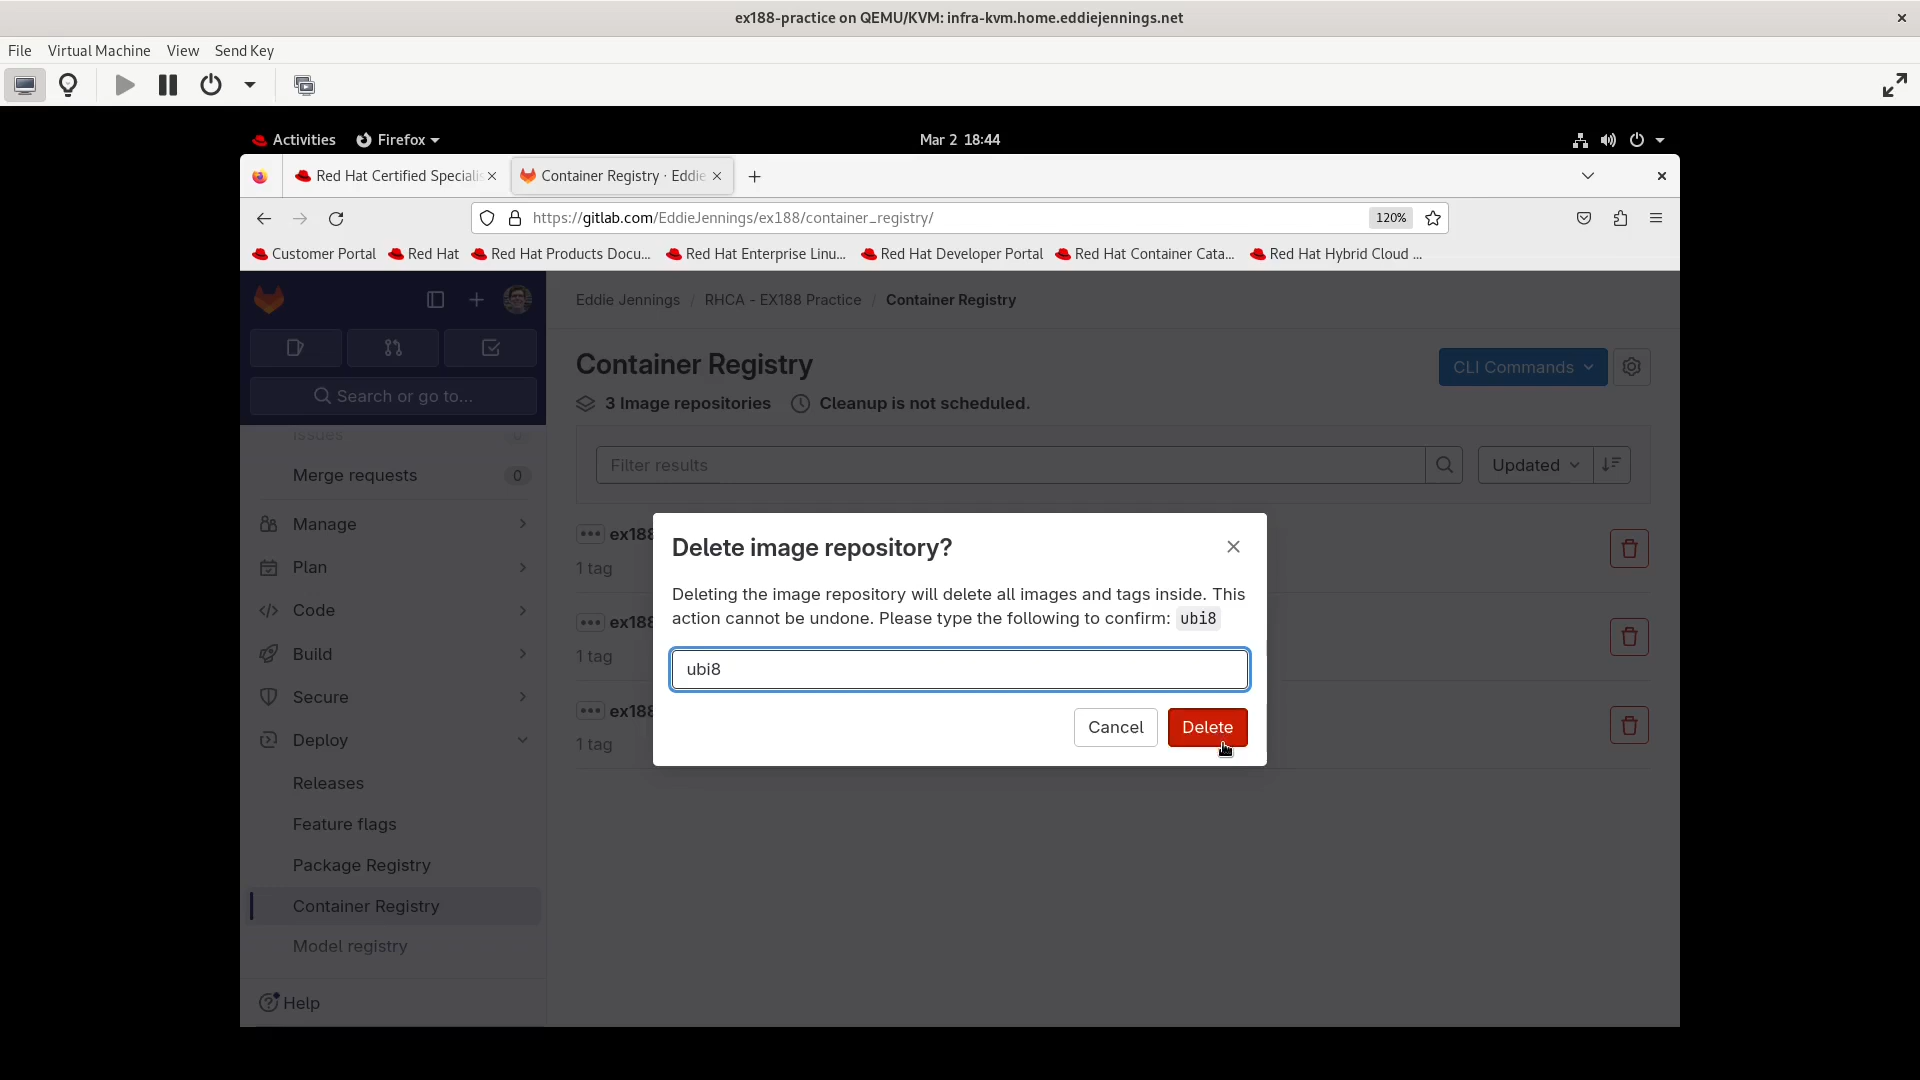 ex188-practice on QEMU/KVM: infra-kvm.home.eddiejennings.net
File Virtual Machine View Send Key
Activities Firefox Mar 2 18:44
Red Hat Certified Specialis Container Registry · Eddie
https://gitlab.com/EddieJennings/ex188/container_registry/ 120%
Customer Portal Red Hat Red Hat Products Docu... Red Hat Enterprise Linu... Red Hat Developer Portal Red Hat Container Cata... Red Hat Hybrid Cloud ...
Eddie Jennings / RHCA - EX188 Practice / Container Registry
Search or go to...
Issues 0
Merge requests 0
Manage
Plan
Code
Build
Secure
Deploy
Releases
Feature flags
Package Registry
Container Registry
Model registry
Help
Container Registry
CLI Commands
3 Image repositories Cleanup is not scheduled.
Filter results
Updated
ex188
1 tag
ex188
1 tag
ex188
1 tag
Delete image repository?
Deleting the image repository will delete all images and tags inside. This
action cannot be undone. Please type the following to confirm: ubi8
ubi8
Cancel Delete